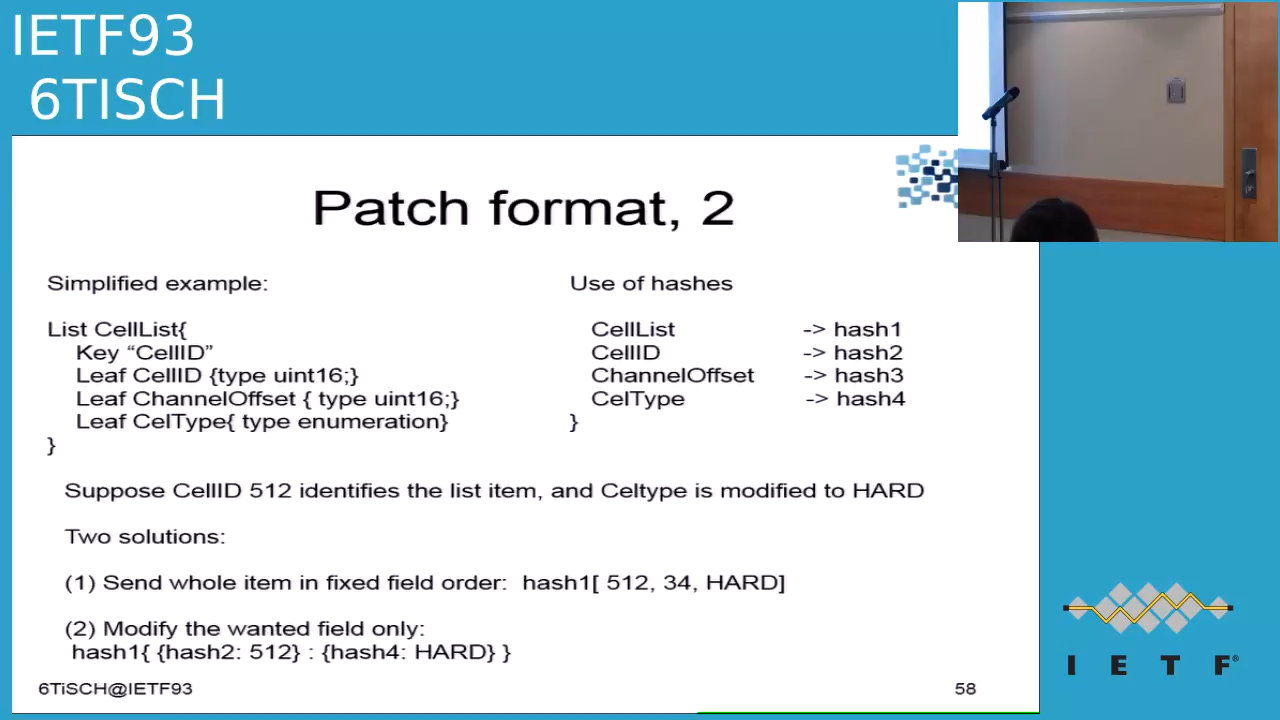 IETF93
6TISCH
Patch format, 2
Simplified example:
List CellList{
Key “CellID”
Leaf CellID {type uint16;}
Leaf ChannelOffset { type uint16;}
Leaf CelType{ type enumeration}
}
Use of hashes
CellList -> hash1
CellID -> hash2
ChannelOffset -> hash3
CelType -> hash4
}
Suppose CellID 512 identifies the list item, and Celtype is modified to HARD
Two solutions:
(1) Send whole item in fixed field order: hash1[ 512, 34, HARD]
(2) Modify the wanted field only:
hash1{ {hash2: 512} : {hash4: HARD} }
6TiSCH@IETF93
58
I E T F®